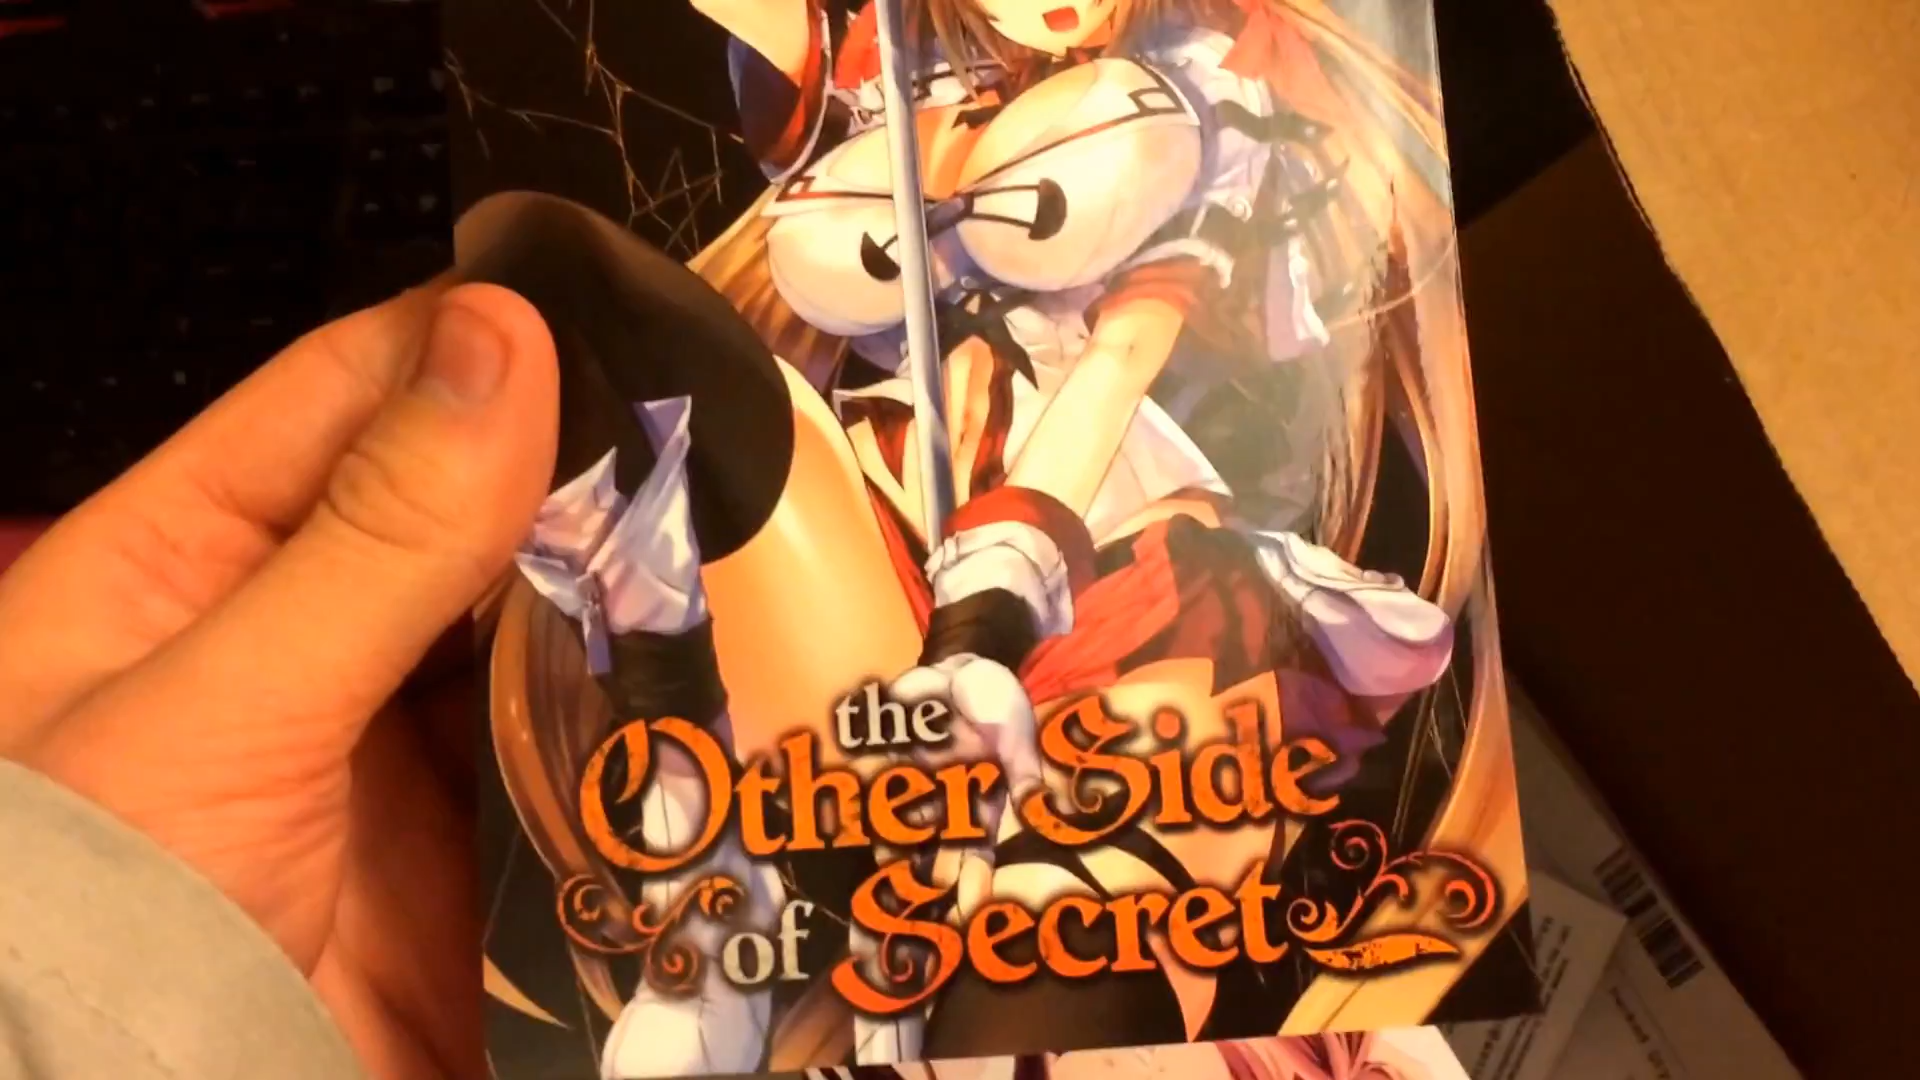 the
Other Side
of Secret